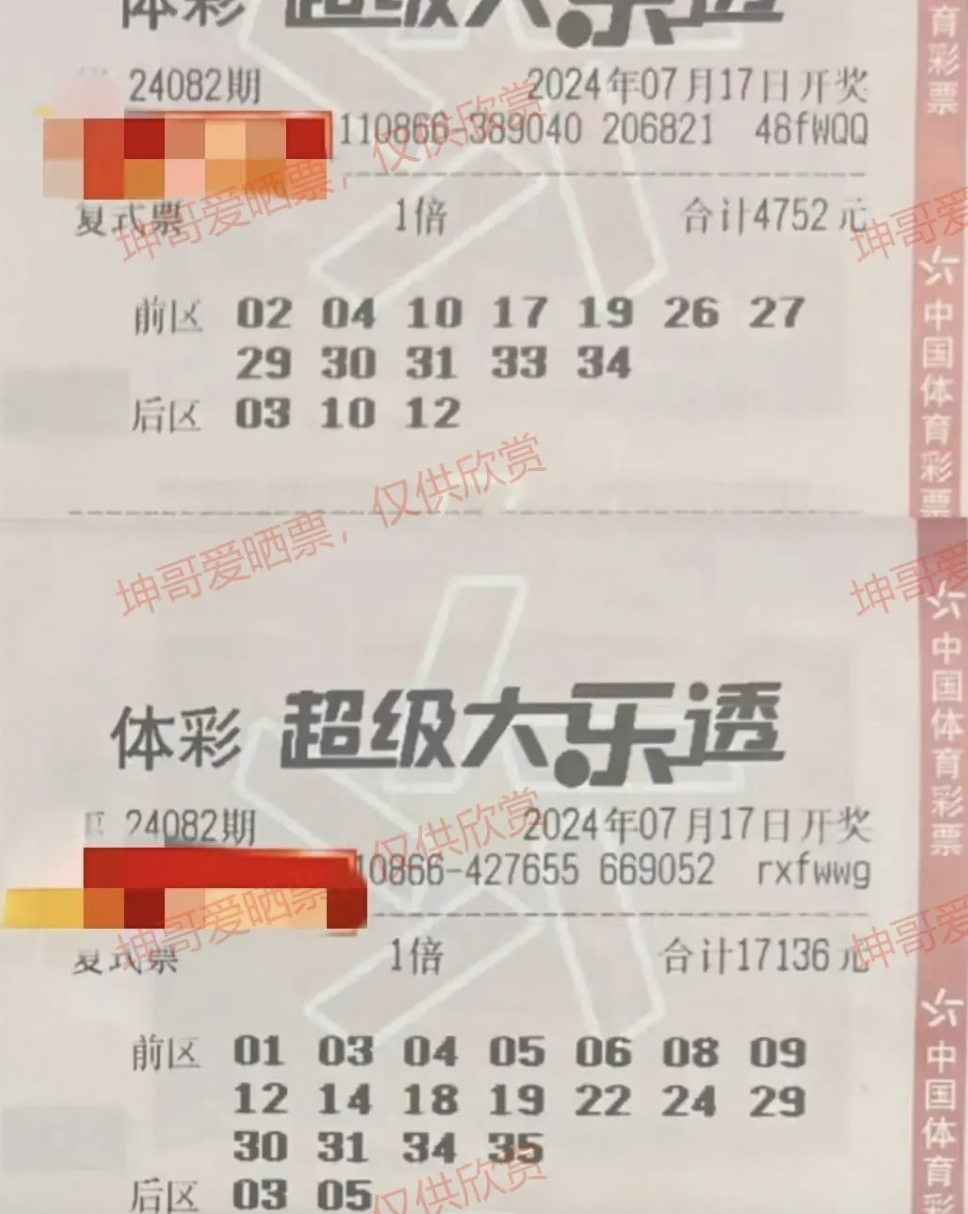 体彩 超级大乐透
24082期 2024年07月17日开奖
110866-389040 206821 48fWQQ
复式票 1倍 合计4752元
前区 02 04 10 17 19 26 27
29 30 31 33 34
后区 03 10 12
坤哥爱晒票，仅供欣赏
体彩 超级大乐透
24082期 2024年07月17日开奖
10866-427655 669052 rxfwwg
复式票 1倍 合计17136元
前区 01 03 04 05 06 08 09
12 14 18 19 22 24 29
30 31 34 35
后区 03 05
坤哥爱晒票，仅供欣赏
坤哥爱晒票，仅供欣赏
坤哥爱
坤哥爱
坤哥爱
仅供欣赏
育彩票
中国体育彩票
中国体育彩票
中国体育彩